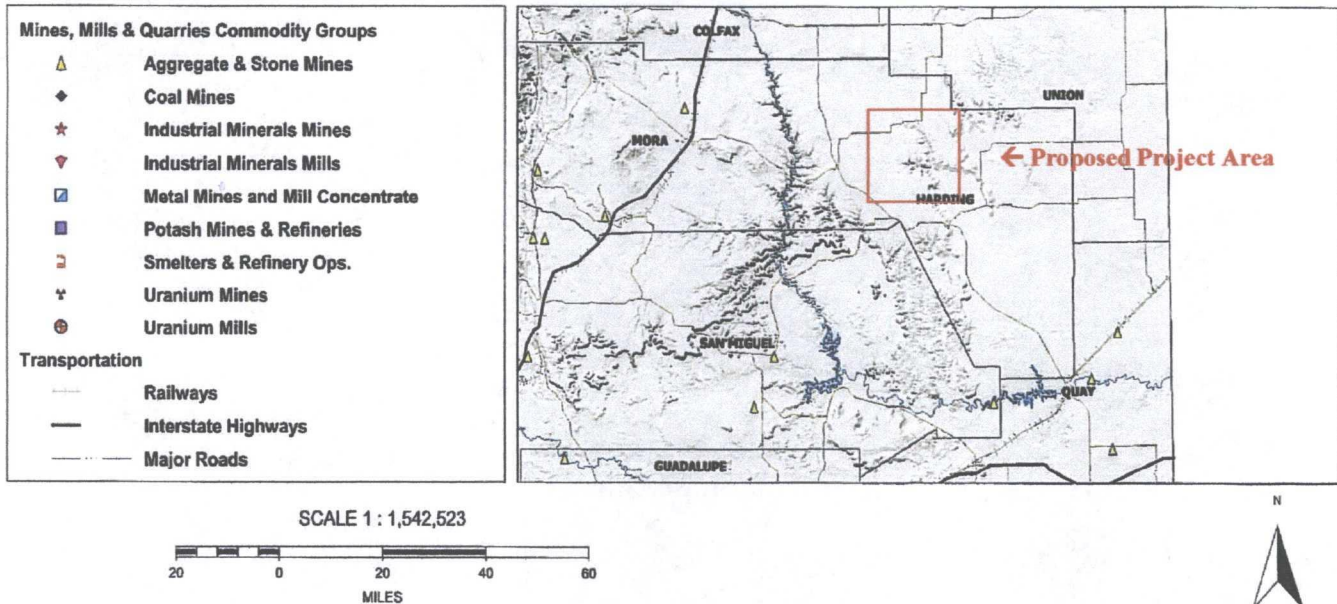 Mines, Mills & Quarries Commodity Groups
Aggregate & Stone Mines
Coal Mines
Industrial Minerals Mines
Industrial Minerals Mills
Metal Mines and Mill Concentrate
Potash Mines & Refineries
Smelters & Refinery Ops.
Uranium Mines
Uranium Mills
Transportation
Railways
Interstate Highways
Major Roads
COLFAX
UNION
MORA
← Proposed Project Area
HARDING
SAN MIGUEL
QUAY
GUADALUPE
SCALE 1 : 1,542,523
20 0 20 40 60
MILES
N